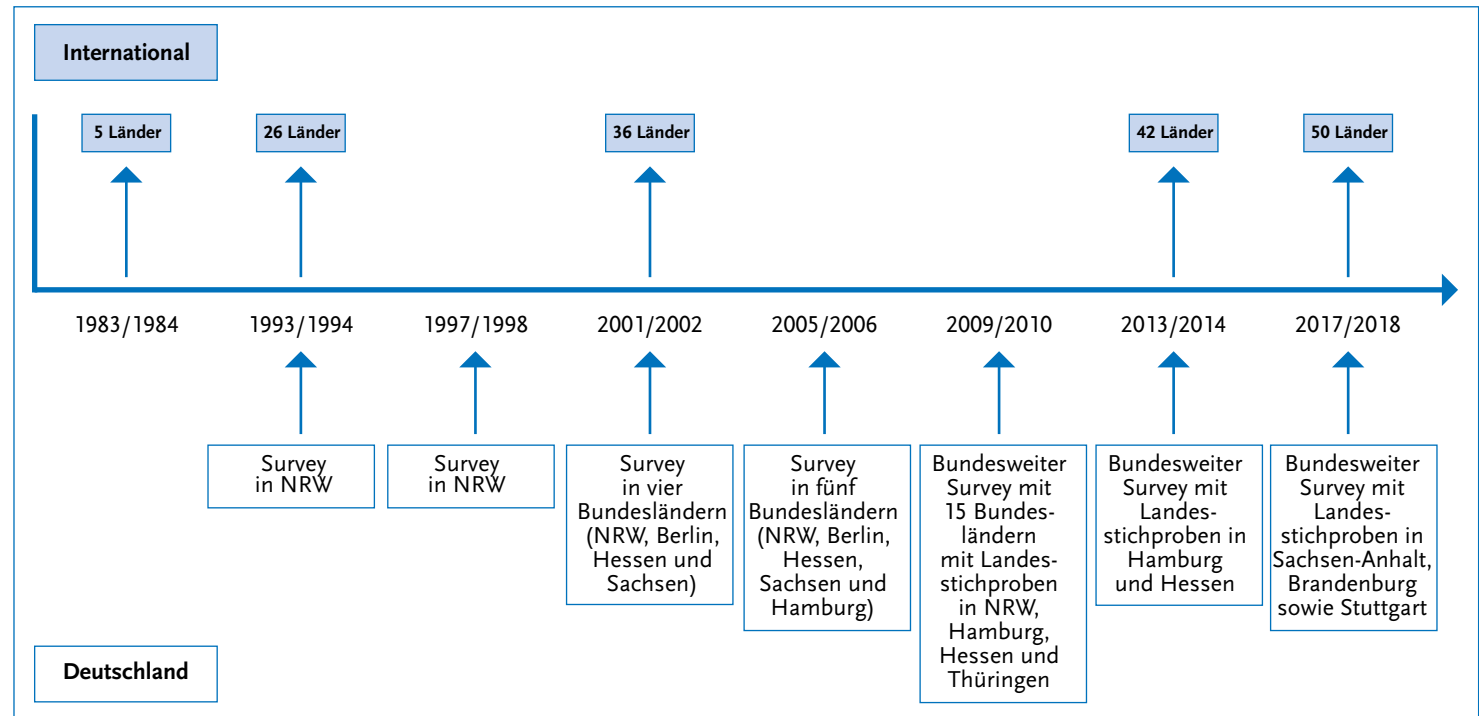 International
5 Länder
26 Länder
36 Länder
42 Länder
50 Länder
1983/1984
1993/1994
1997/1998
2001/2002
2005/2006
2009/2010
2013/2014
2017/2018
Survey
in NRW
Survey
in NRW
Survey
in vier
Bundesländern
(NRW, Berlin,
Hessen und
Sachsen)
Survey
in fünf
Bundesländern
(NRW, Berlin,
Hessen,
Sachsen und
Hamburg)
Bundesweiter
Survey mit
15 Bundes-
ländern
mit Landes-
stichproben
in NRW,
Hamburg,
Hessen und
Thüringen
Bundesweiter
Survey mit
Landes-
stichproben in
Hamburg
und Hessen
Bundesweiter
Survey mit
Landes-
stichproben in
Sachsen-Anhalt,
Brandenburg
sowie Stuttgart
Deutschland